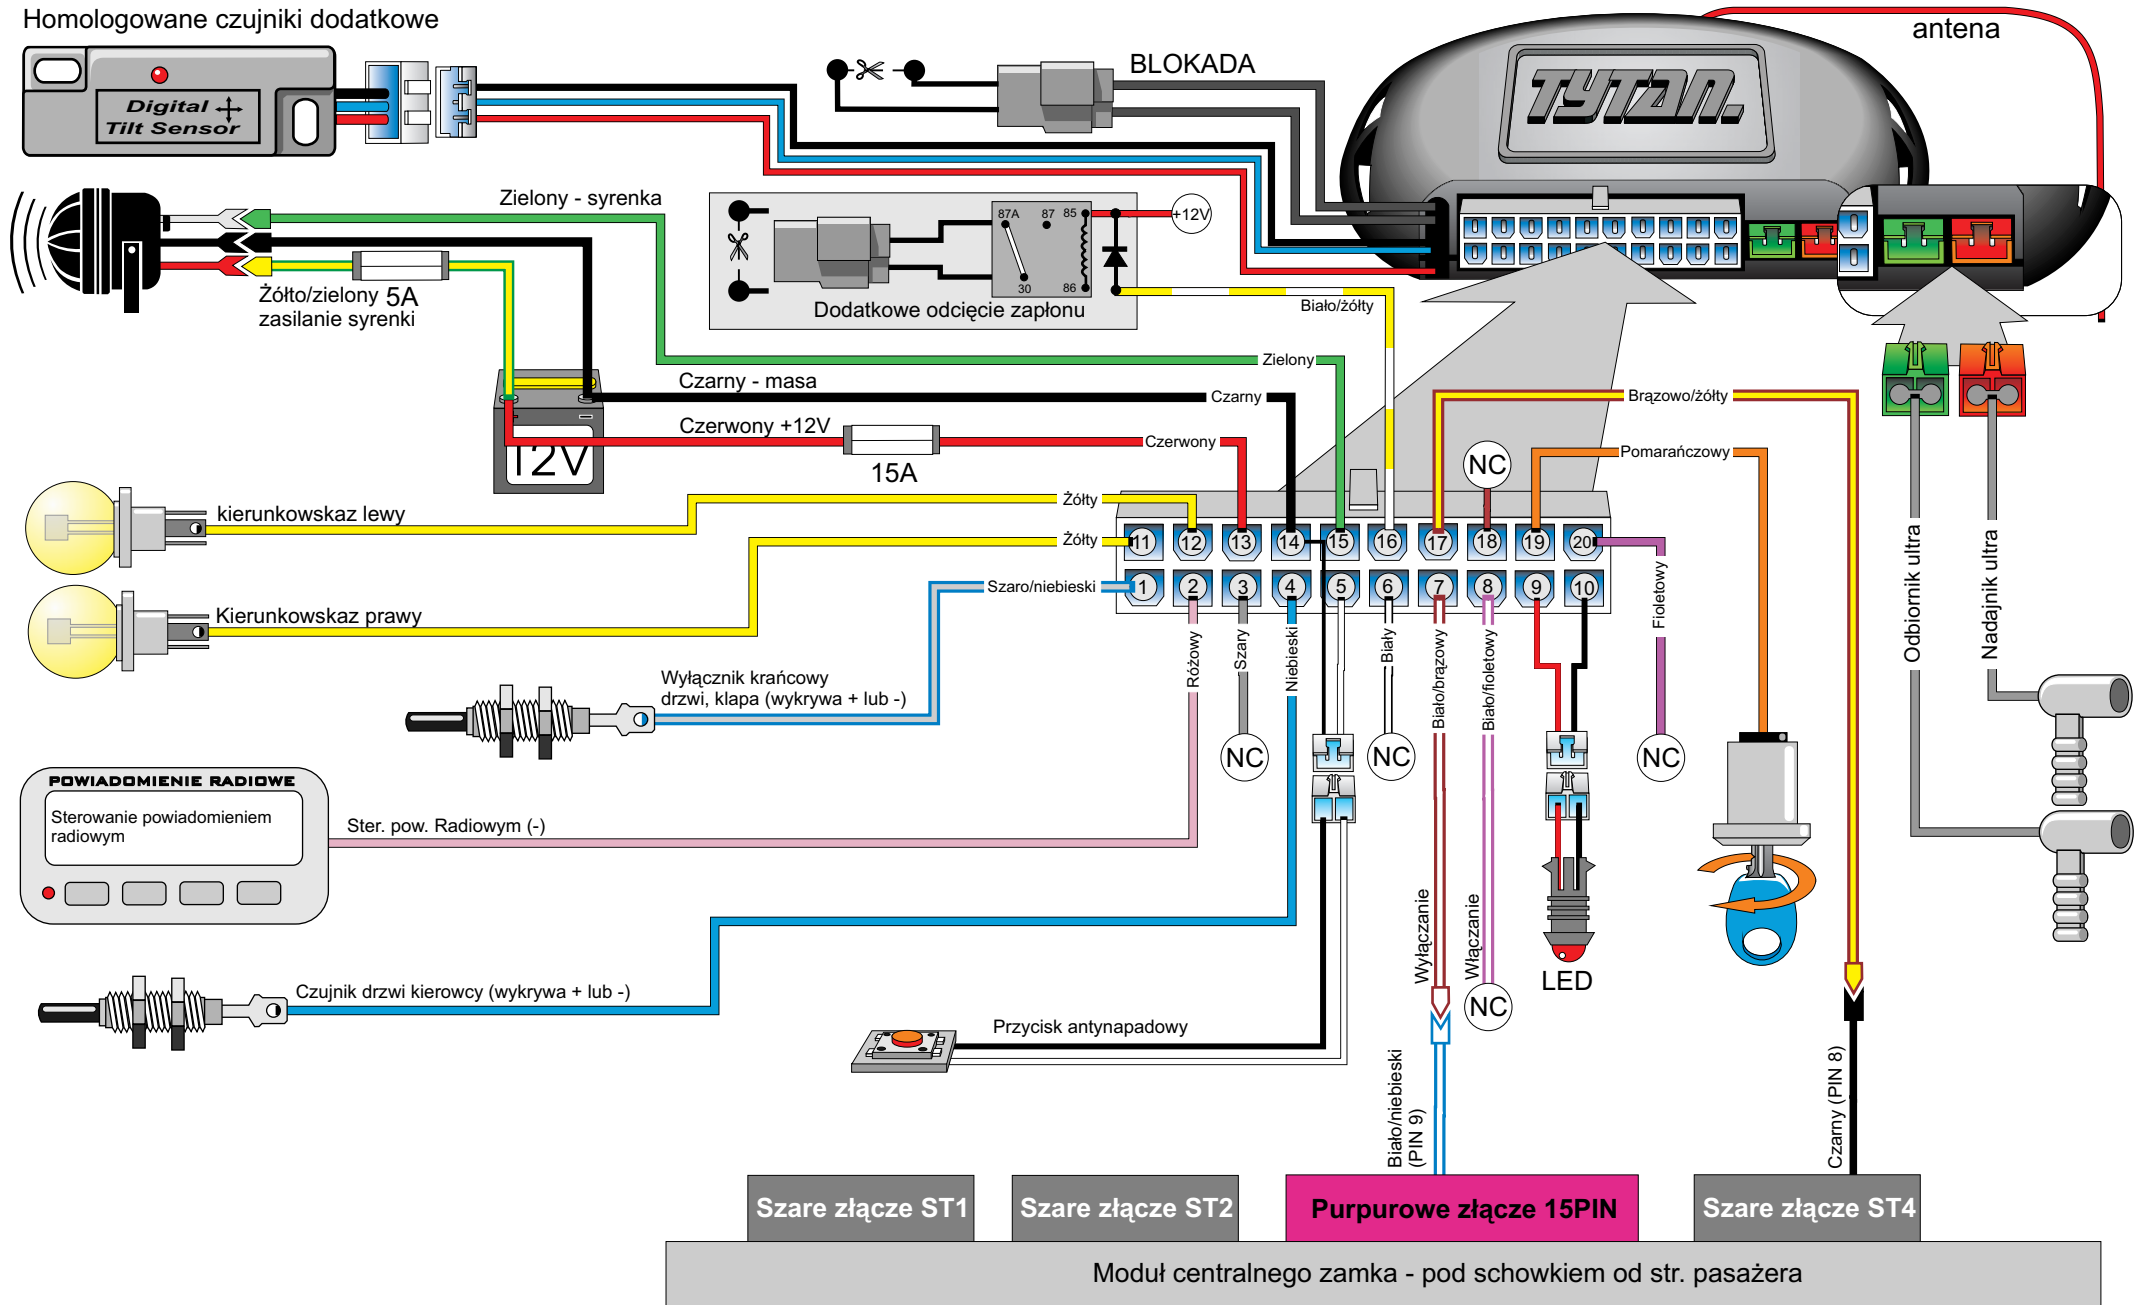 Homologowane czujniki dodatkowe
antena
Digital
Tilt Sensor
BLOKADA
TYTAN
Zielony - syrenka
87A
87
85
30
86
+12V
Dodatkowe odcięcie zapłonu
Żółto/zielony 5A
zasilanie syrenki
Biało/żółty
Zielony
Czarny - masa
Czarny
Brązowo/żółty
Czerwony +12V
Czerwony
15A
12V
NC
Pomarańczowy
kierunkowskaz lewy
Żółty
Kierunkowskaz prawy
Żółty
11
12
13
14
15
16
17
18
19
20
Szaro/niebieski
1
2
3
4
5
6
7
8
9
10
Różowy
Szary
Niebieski
Biały
Biało/brązowy
Biało/fioletowy
Fioletowy
Odbiornik ultra
Nadajnik ultra
Wyłącznik krańcowy
drzwi, klapa (wykrywa + lub -)
NC
NC
NC
POWIADOMIENIE RADIOWE
Sterowanie powiadomieniem
radiowym
Ster. pow. Radiowym (-)
Wyłączanie
Włączanie
LED
NC
Czujnik drzwi kierowcy (wykrywa + lub -)
Przycisk antynapadowy
Biało/niebieski
(PIN 9)
Czarny (PIN 8)
Szare złącze ST1
Szare złącze ST2
Purpurowe złącze 15PIN
Szare złącze ST4
Moduł centralnego zamka - pod schowkiem od str. pasażera